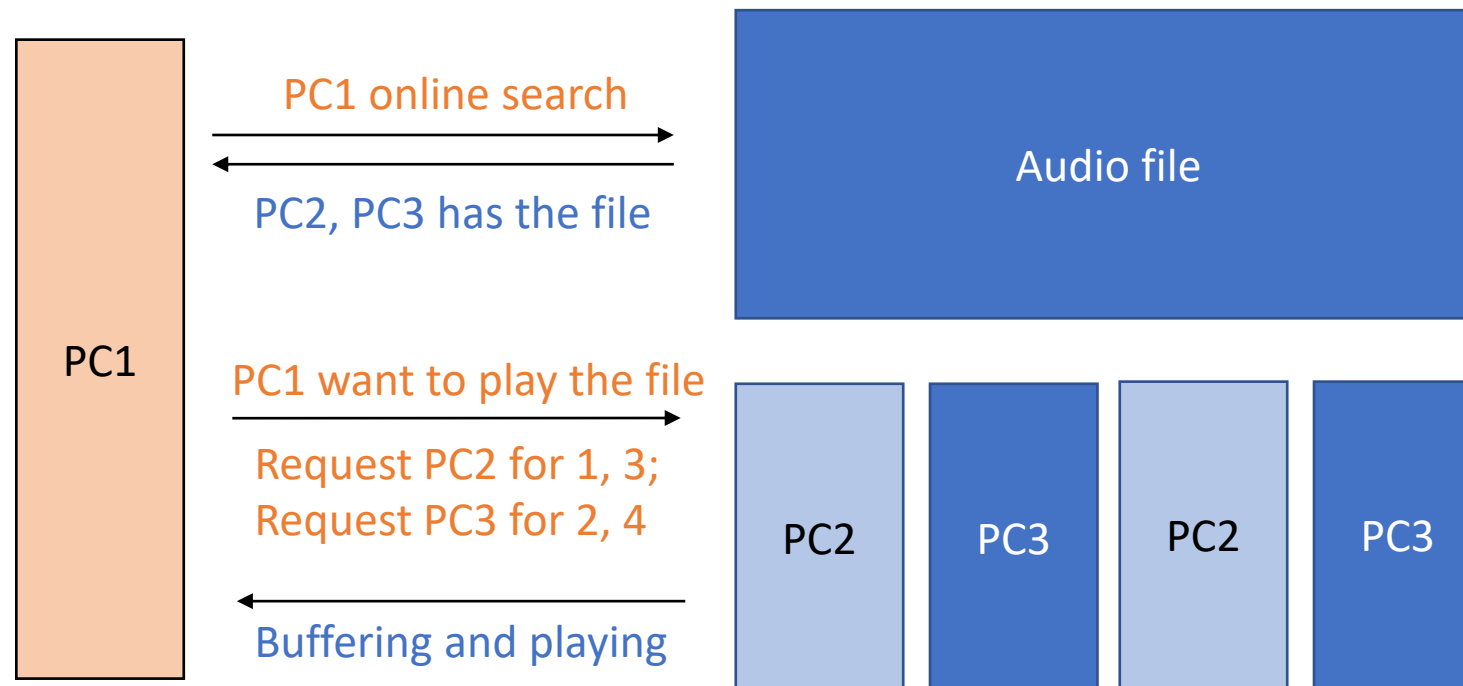 PC1
PC1 online search
PC2, PC3 has the file
Audio file
PC1 want to play the file
Request PC2 for 1, 3;
Request PC3 for 2, 4
Buffering and playing
PC2
PC3
PC2
PC3